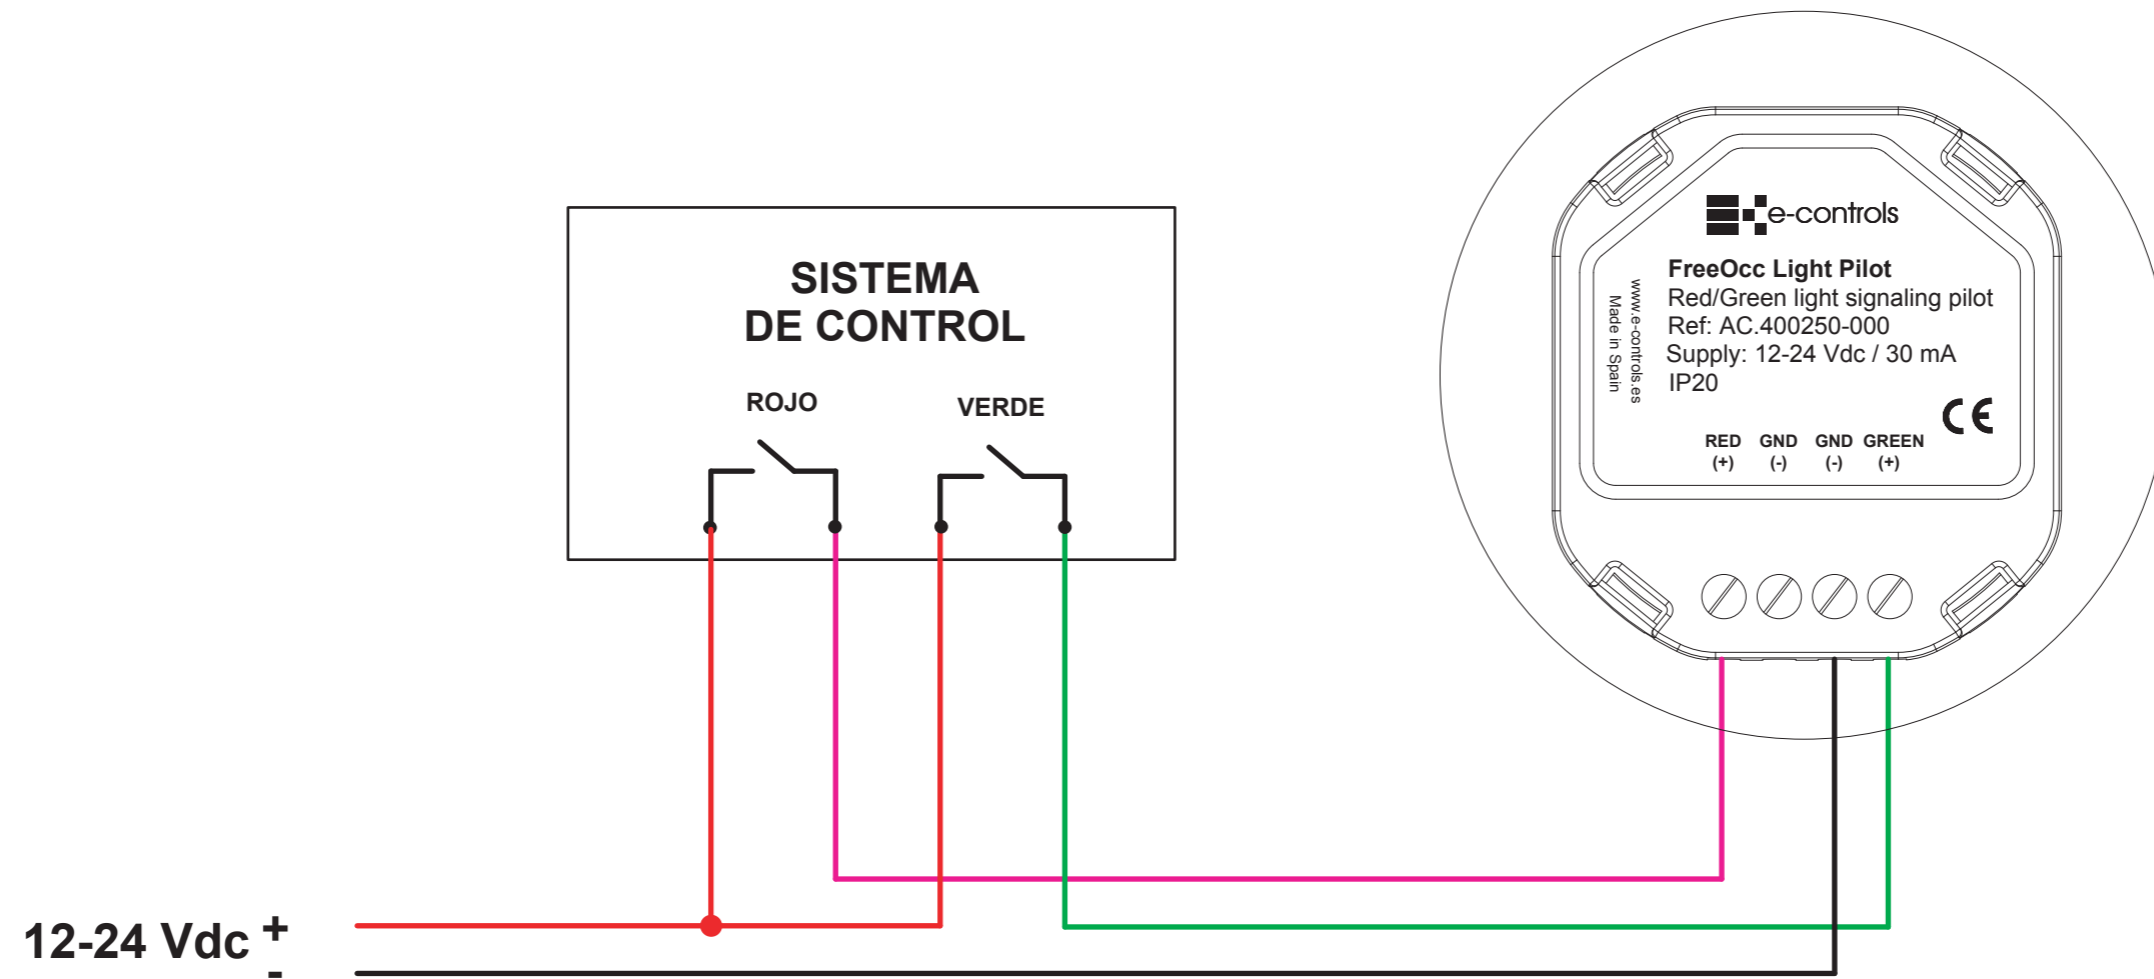 SISTEMA
DE CONTROL
ROJO
VERDE
e-controls
FreeOcc Light Pilot
Red/Green light signaling pilot
Ref: AC.400250-000
Supply: 12-24 Vdc / 30 mA
IP20
www.e-controls.es
Made in Spain
CE
RED GND GND GREEN
(+) (-) (-) (+)
12-24 Vdc +
-